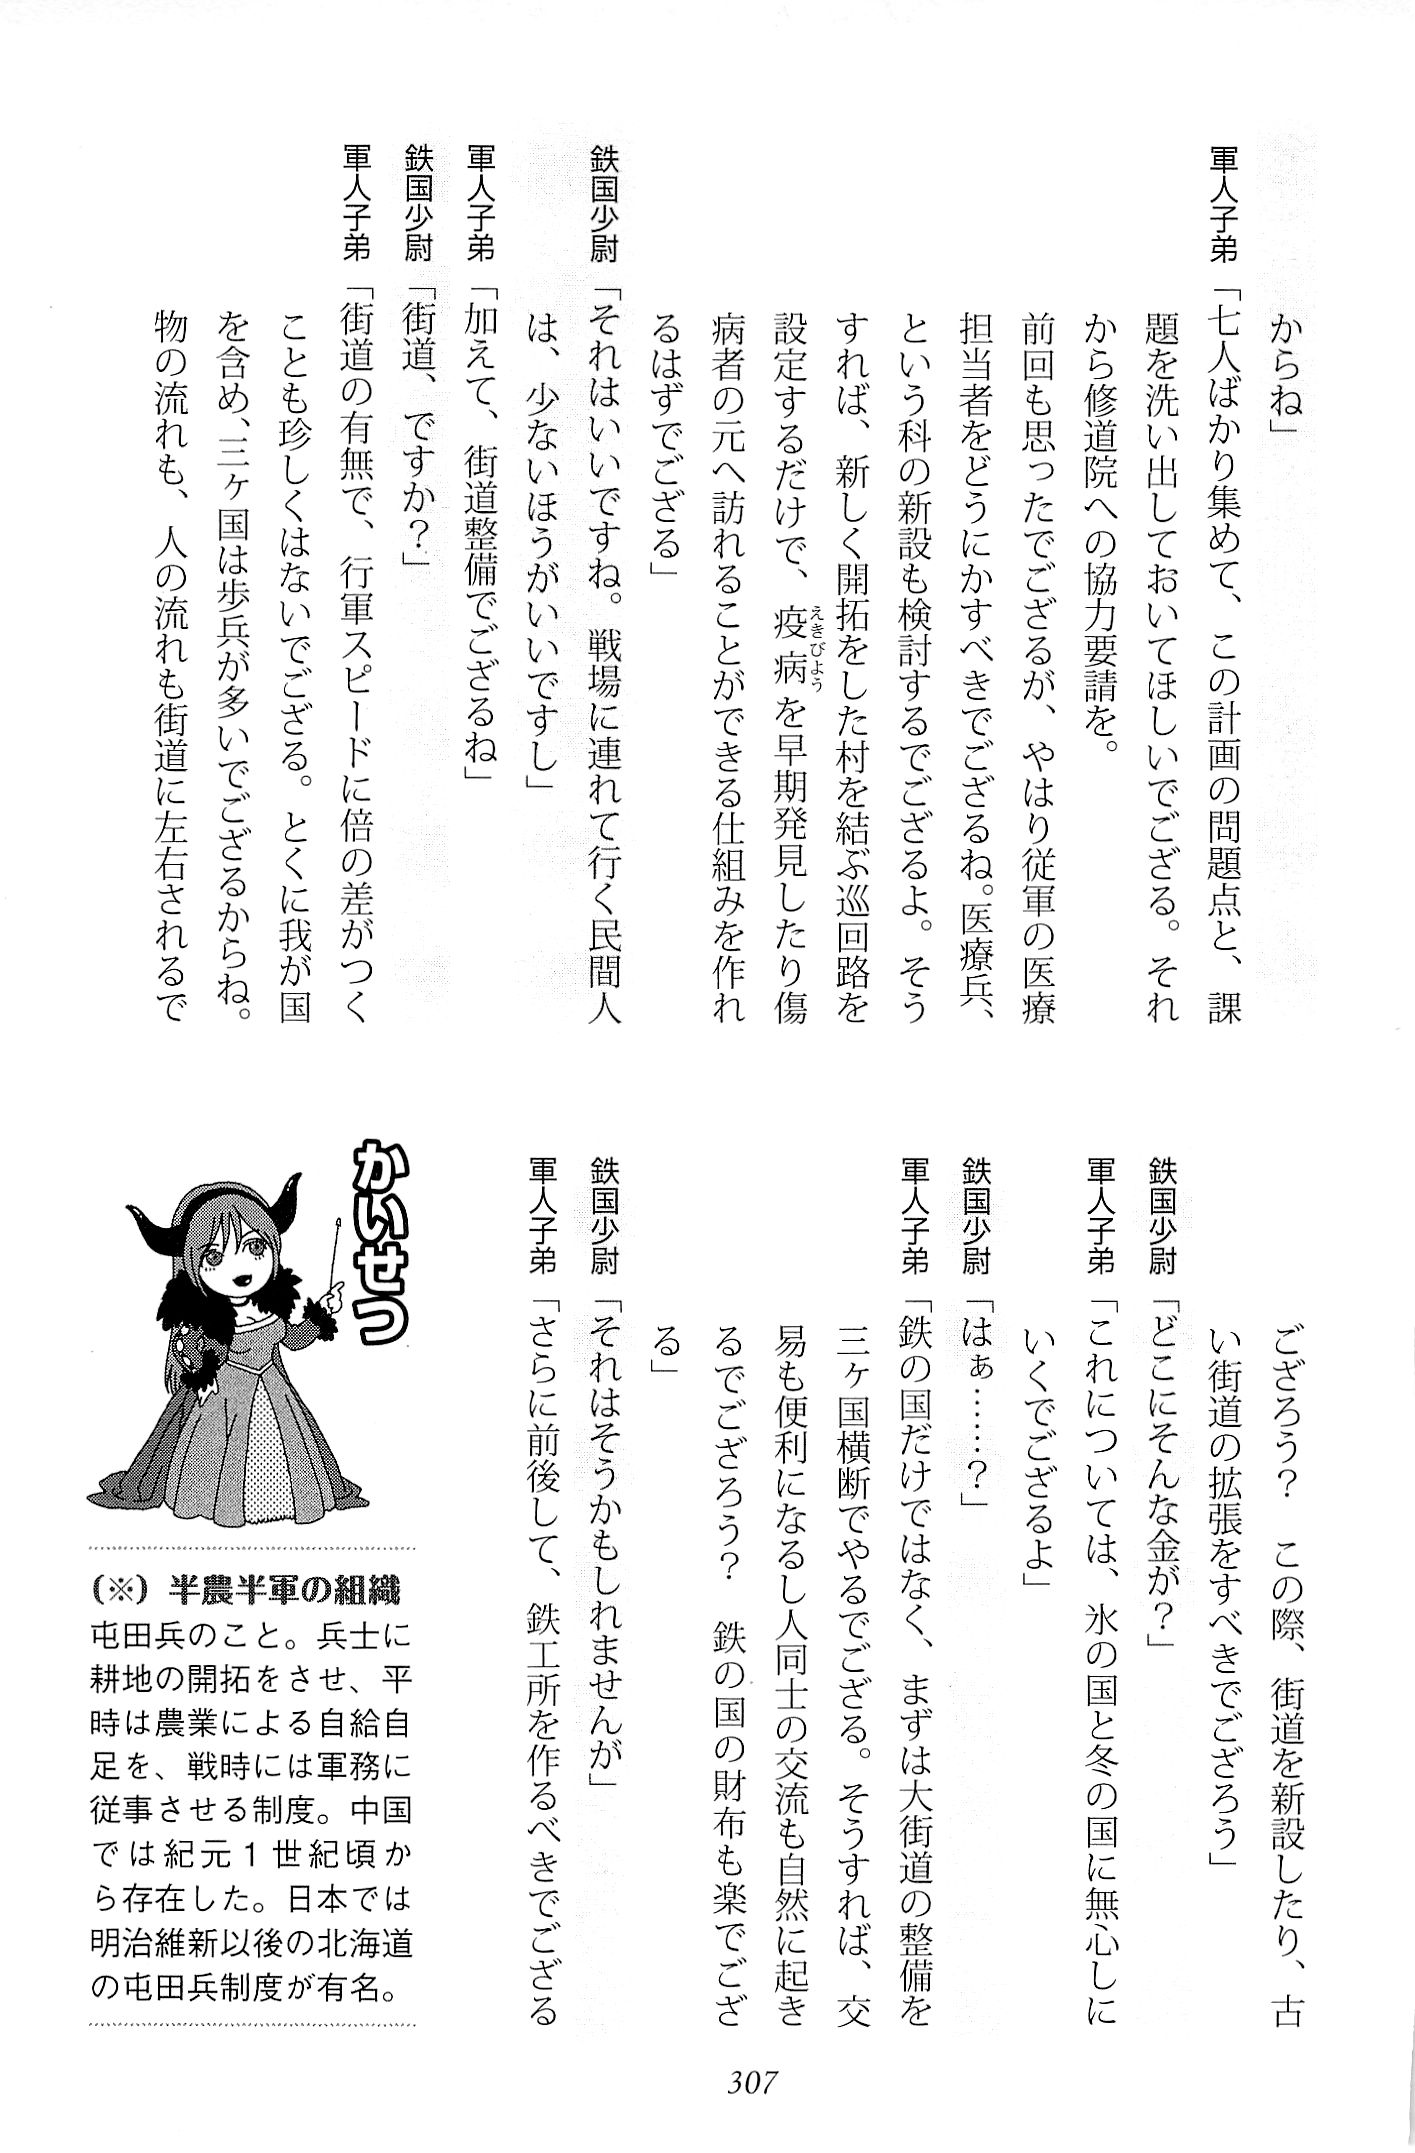 からね」
軍人子弟「七人ばかり集めて、この計画の問題点と、課
題を洗い出しておいてほしいでござる。それ
から修道院への協力要請を。
前回も思ったでござるが、やはり従軍の医療
担当者をどうにかすべきでござるね。医療兵、
という科の新設も検討するでござるよ。そう
すれば、新しく開拓をした村を結ぶ巡回路を
設定するだけで、疫病を早期発見したり傷
えきびょう
病者の元へ訪れることができる仕組みを作れ
るはずでござる」
鉄国少尉「それはいいですね。戦場に連れて行く民間人
は、少ないほうがいいですし」
軍人子弟「加えて、街道整備でござるね」
鉄国少尉「街道、ですか？」
軍人子弟「街道の有無で、行軍スピードに倍の差がつく
ことも珍しくはないでござる。とくに我が国
を含め、三ヶ国は歩兵が多いでござるからね。
物の流れも、人の流れも街道に左右されるで
ござろう？　この際、街道を新設したり、古
い街道の拡張をすべきでござろう」
鉄国少尉「どこにそんな金が？」
軍人子弟「これについては、氷の国と冬の国に無心しに
いくでござるよ」
鉄国少尉「はぁ……？」
軍人子弟「鉄の国だけではなく、まずは大街道の整備を
三ヶ国横断でやるでござる。そうすれば、交
易も便利になるし人同士の交流も自然に起き
るでござろう？　鉄の国の財布も楽でござ
る」
鉄国少尉「それはそうかもしれませんが」
軍人子弟「さらに前後して、鉄工所を作るべきでござる
かいせつ
（※）半農半軍の組織
屯田兵のこと。兵士に
耕地の開拓をさせ、平
時は農業による自給自
足を、戦時には軍務に
従事させる制度。中国
では紀元１世紀頃か
ら存在した。日本では
明治維新以後の北海道
の屯田兵制度が有名。
307